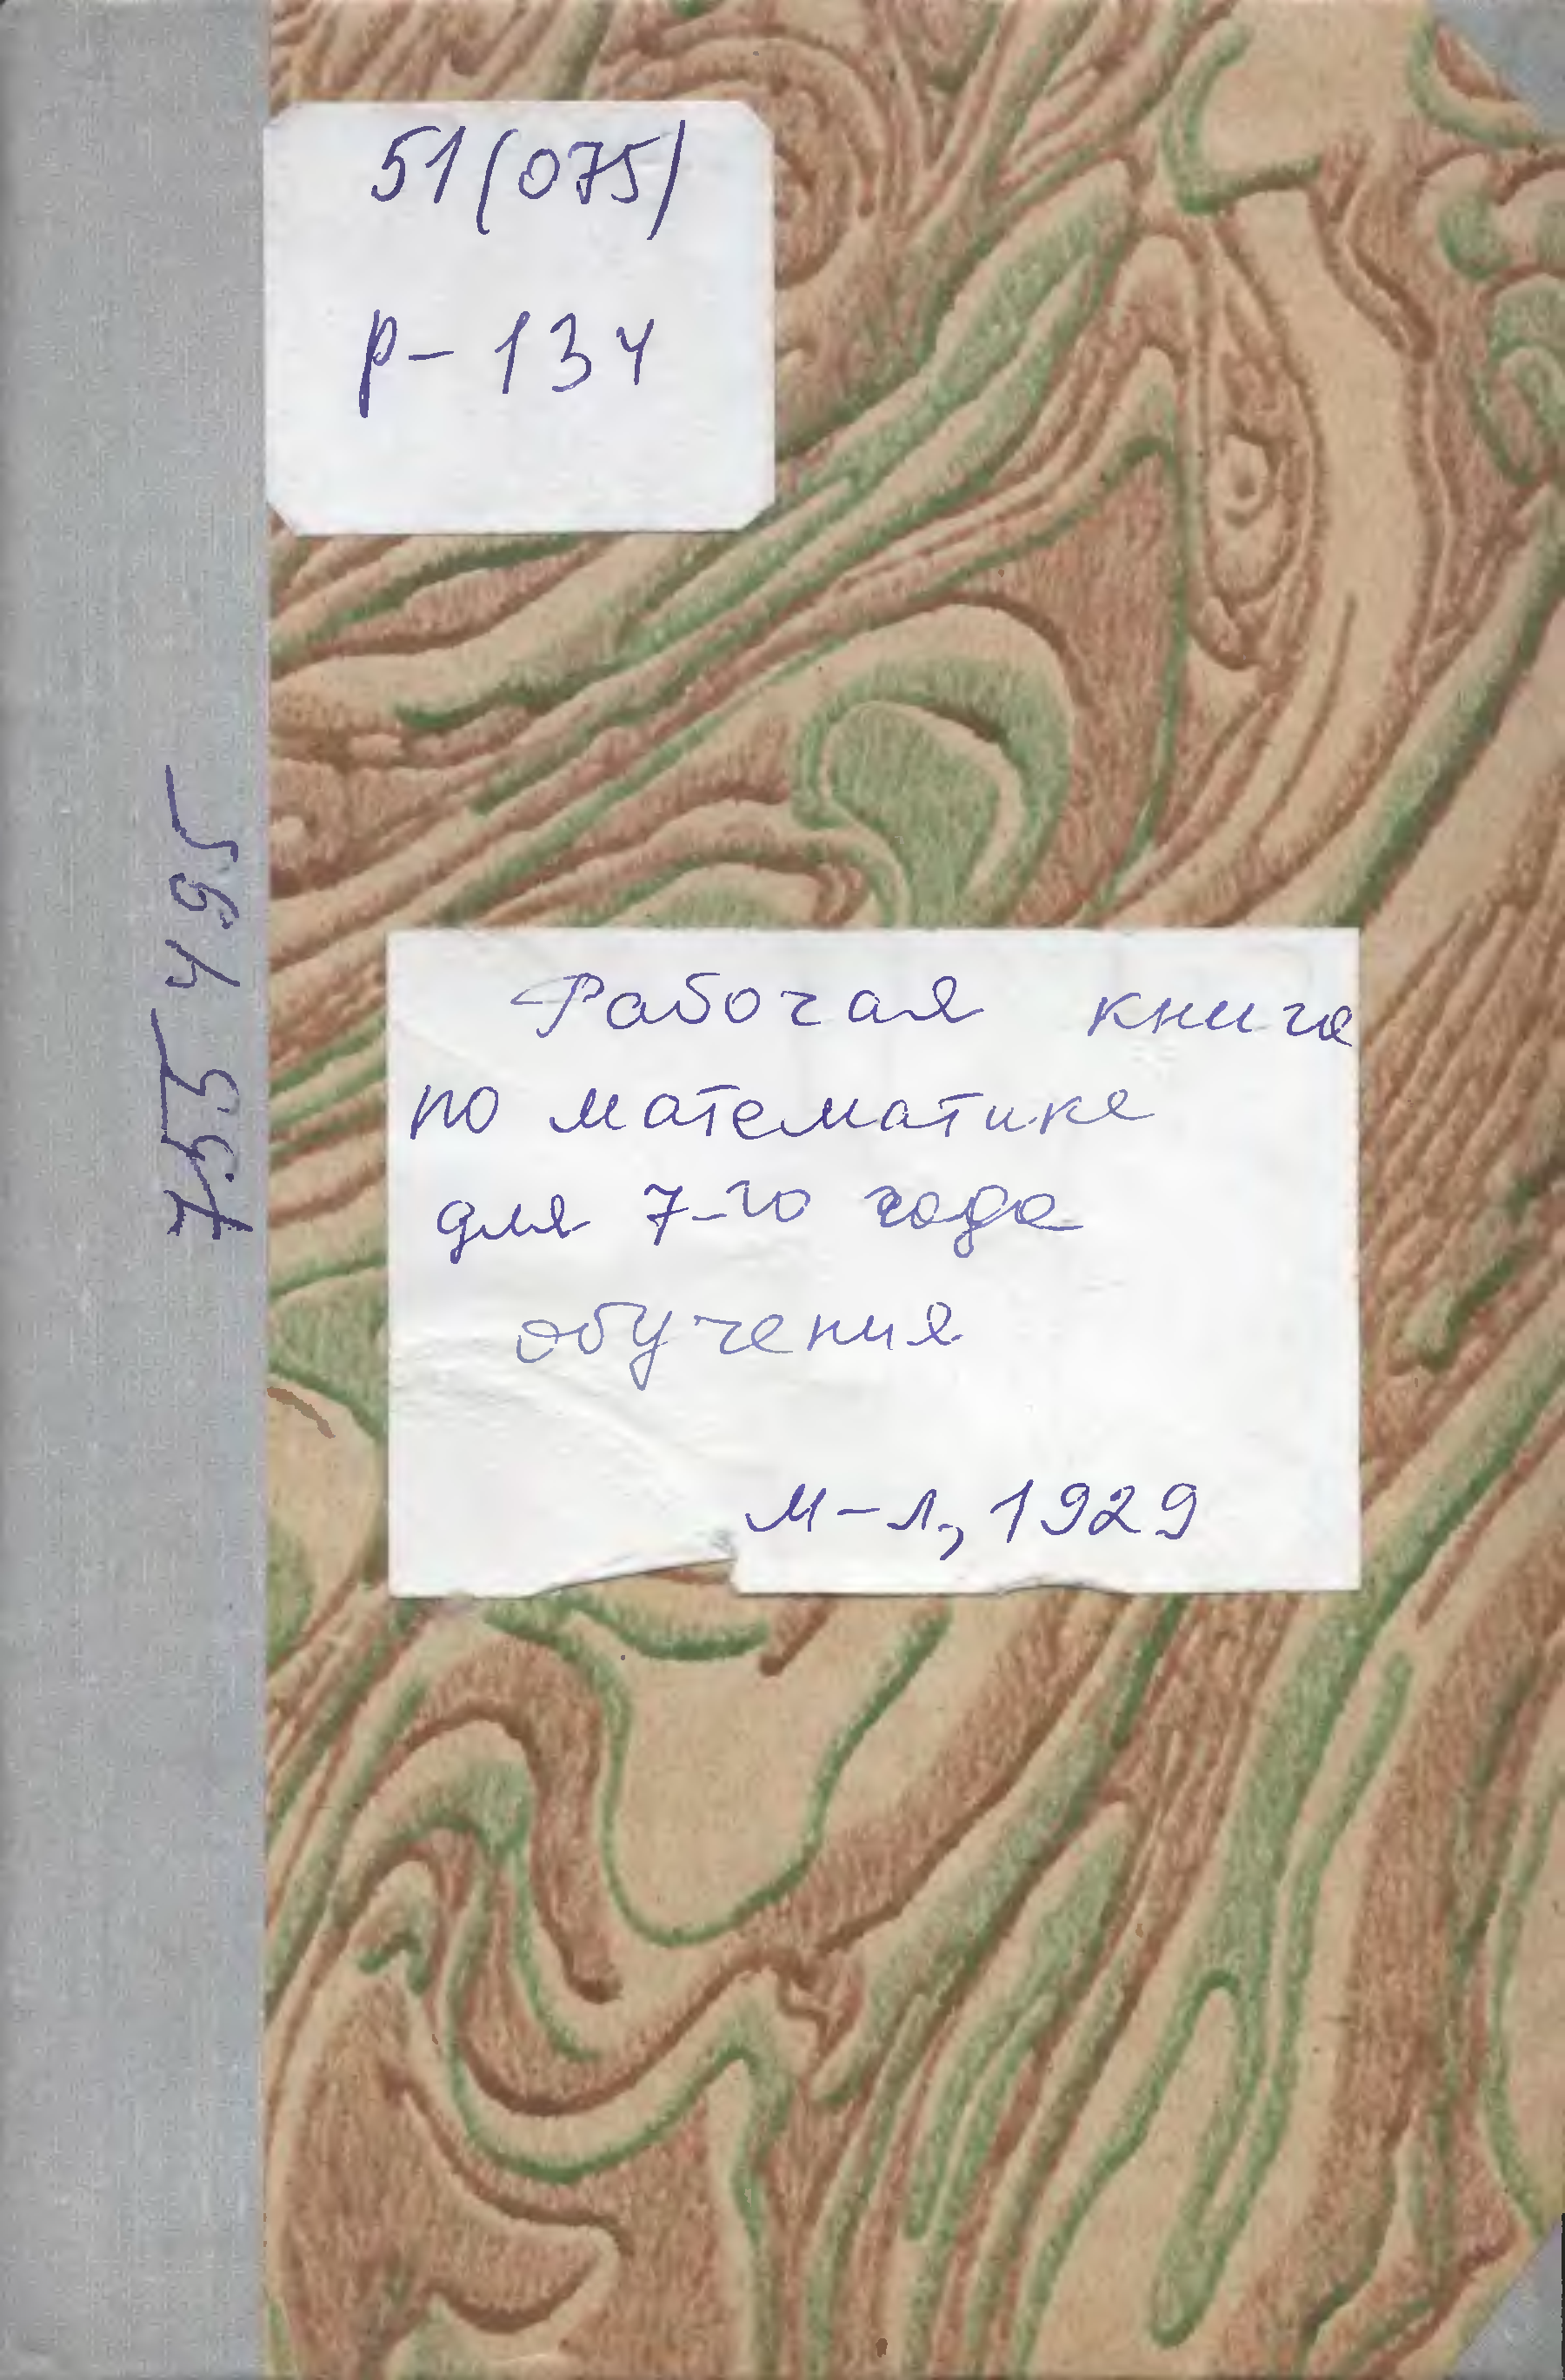 51(075)
р-134
755495
Рабочая книга
по математике
для 7-го года
обучения
М-Л, 1929